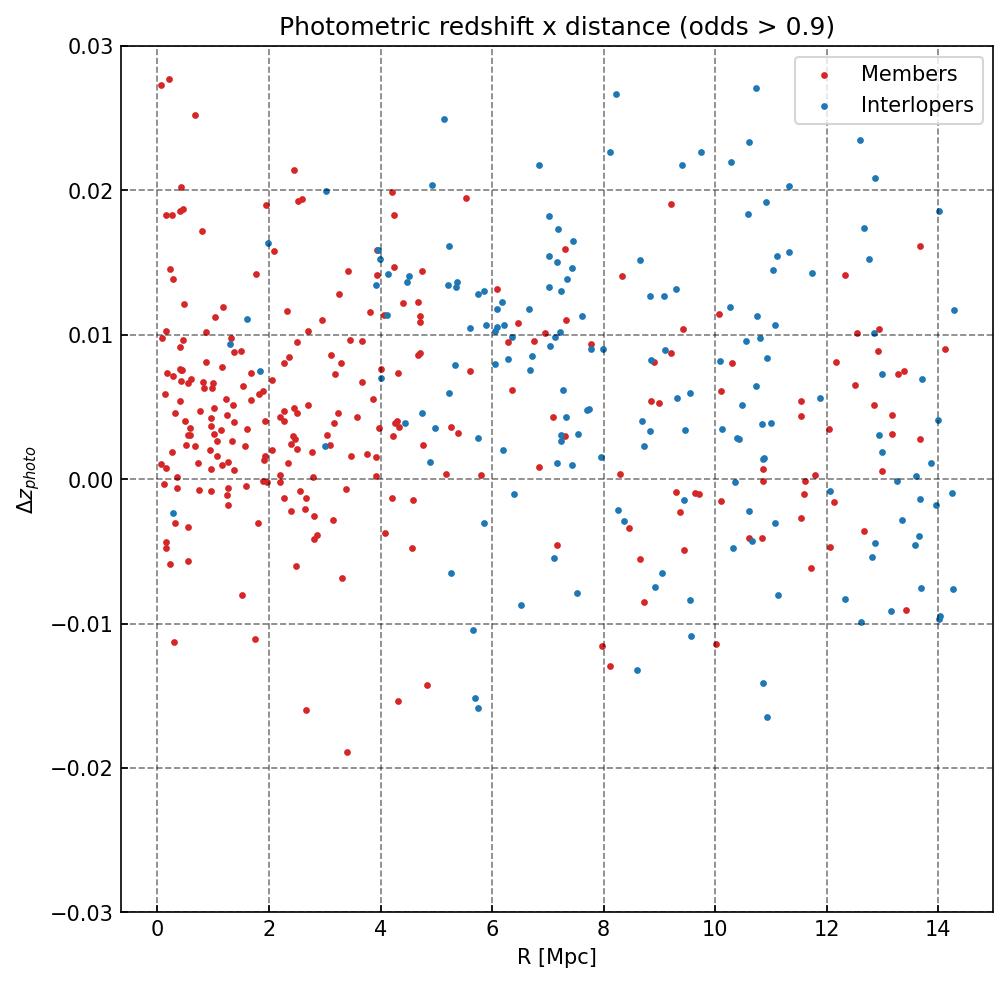 Photometric redshift x distance (odds > 0.9)
Members
Interlopers
0.03
0.02
0.01
0.00
−0.01
−0.02
−0.03
Δz_photo
0 2 4 6 8 10 12 14
R [Mpc]